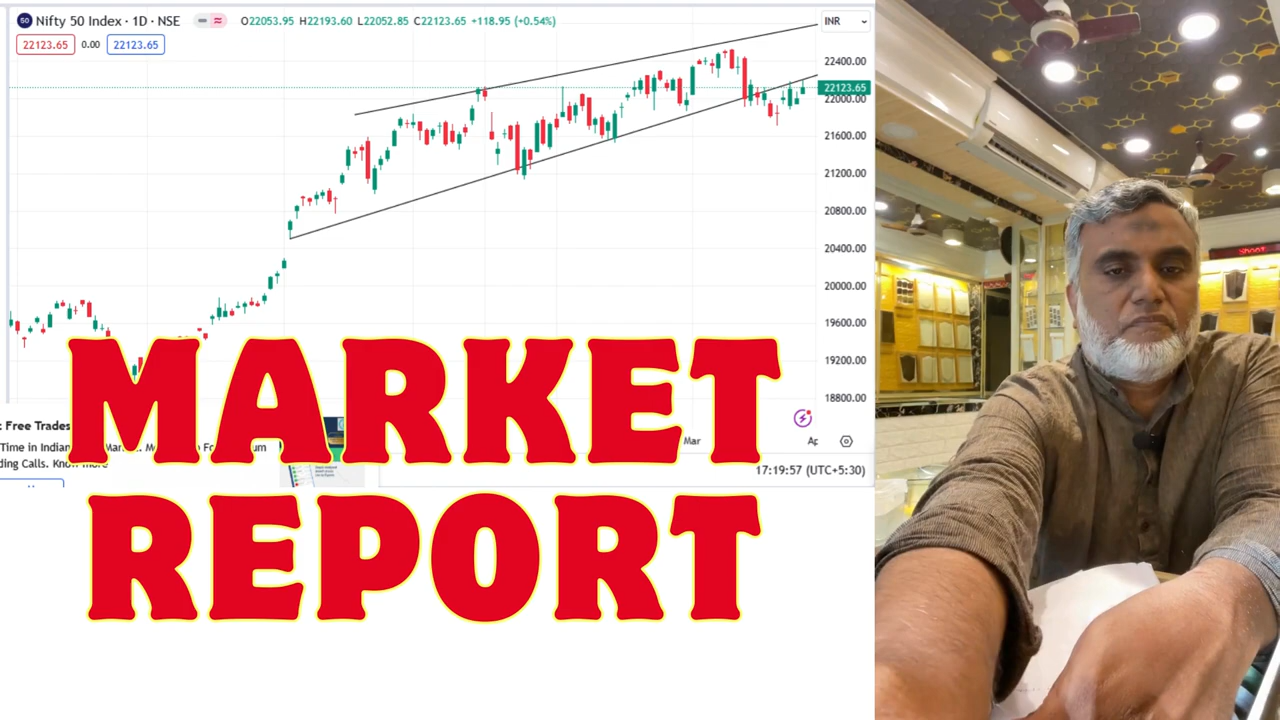 50 Nifty 50 Index · 1D · NSE O22053.95 H22193.60 L22052.85 C22123.65 +118.95 (+0.54%) INR
22123.65 0.00 22123.65
22400.00
22123.65
22000.00
21600.00
21200.00
20800.00
20400.00
20000.00
19600.00
19200.00
18800.00
MARKET
Free Trades
Mar
Time in Indian
ding Calls. Know more
17:19:57 (UTC+5:30)
REPORT